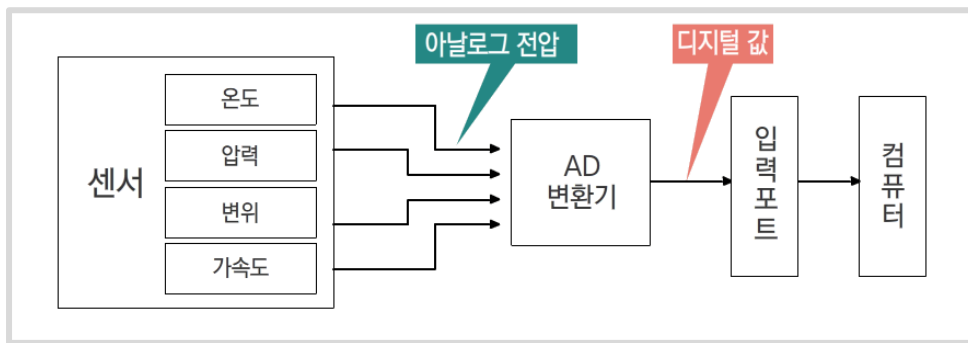 아날로그 전압
디지털 값
센서
온도
압력
변위
가속도
AD
변환기
입력포트
컴퓨터